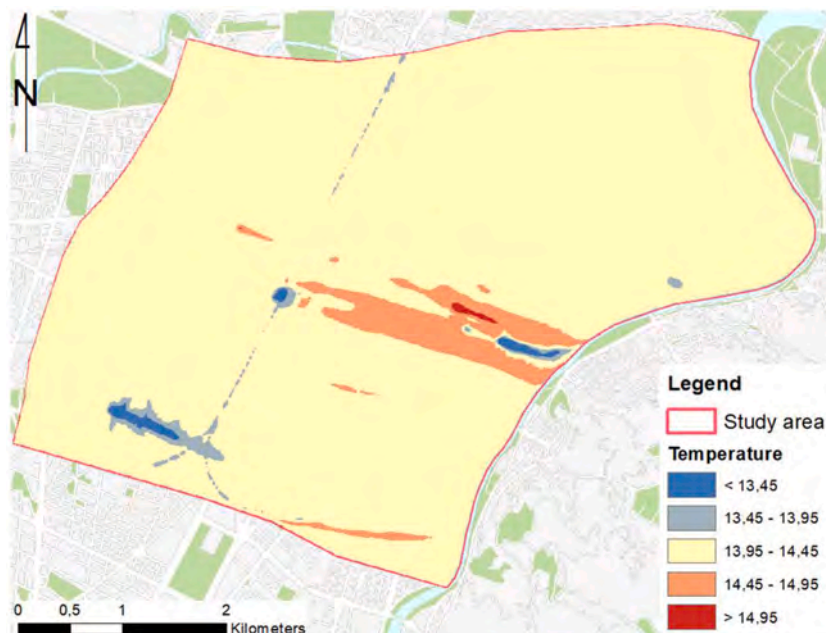 N
Legend
Study area
Temperature
< 13,45
13,45 - 13,95
13,95 - 14,45
14,45 - 14,95
> 14,95
0 0,5 1 2
Kilometers